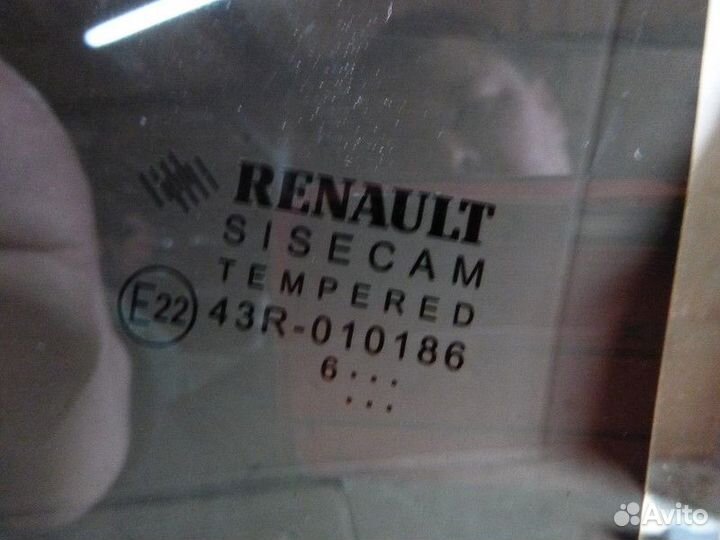 RENAULT
SISECAM
TEMPERED
E22 43R-010186
6...
...
Avito